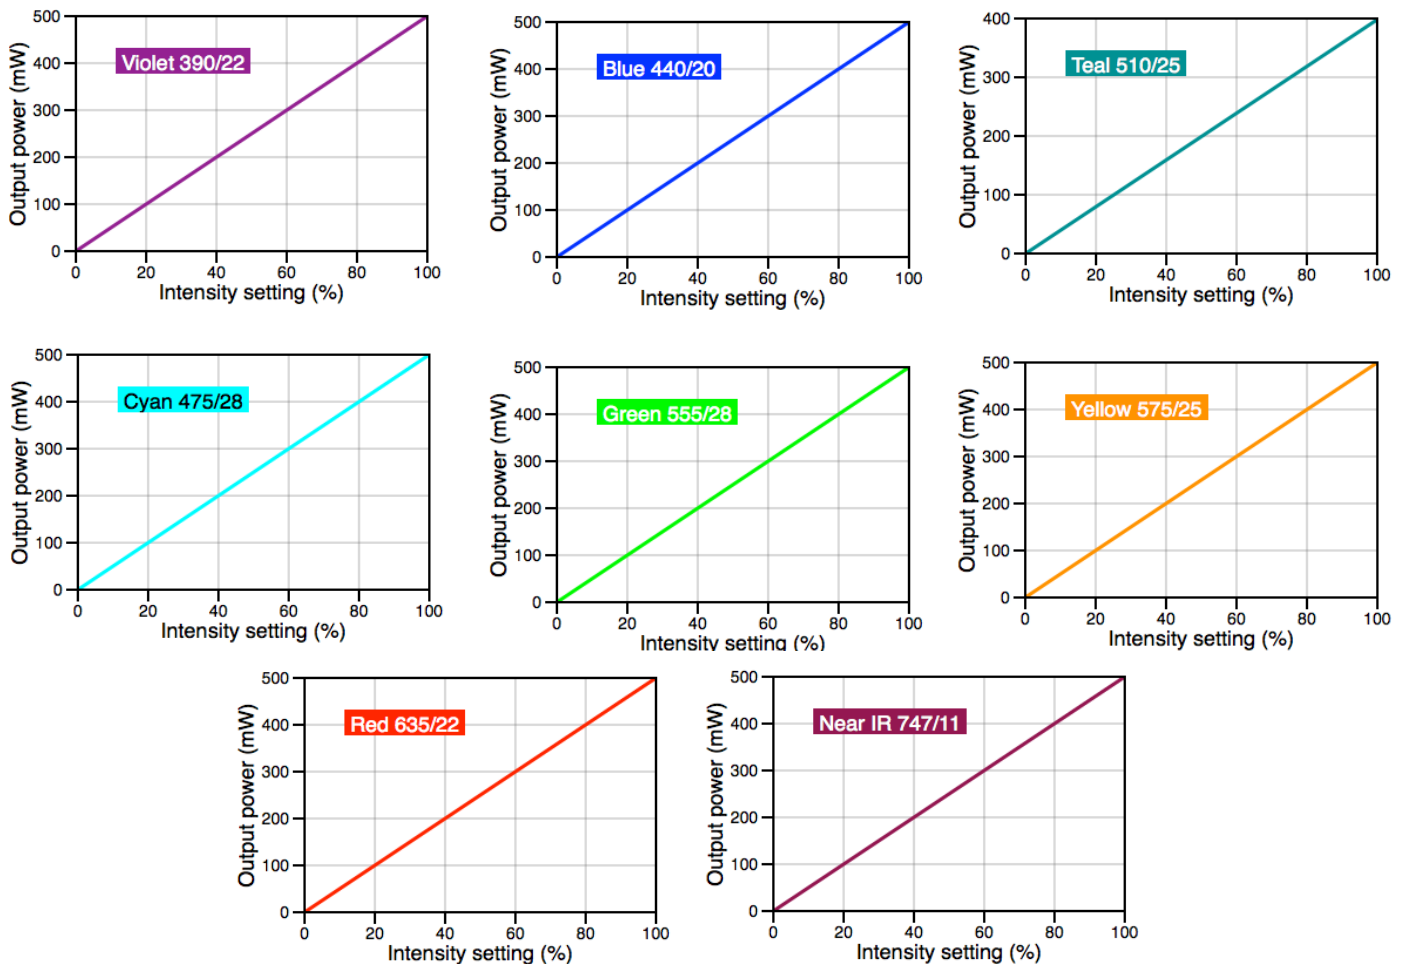 Violet 390/22
Output power (mW)
500
400
300
200
100
0
0 20 40 60 80 100
Intensity setting (%)
Blue 440/20
Output power (mW)
500
400
300
200
100
0
0 20 40 60 80 100
Intensity setting (%)
Teal 510/25
Output power (mW)
400
300
200
100
0
0 20 40 60 80 100
Intensity setting (%)
Cyan 475/28
Output power (mW)
500
400
300
200
100
0
0 20 40 60 80 100
Intensity setting (%)
Green 555/28
Output power (mW)
500
400
300
200
100
0
0 20 40 60 80 100
Intensity setting (%)
Yellow 575/25
Output power (mW)
500
400
300
200
100
0
0 20 40 60 80 100
Intensity setting (%)
Red 635/22
Output power (mW)
500
400
300
200
100
0
0 20 40 60 80 100
Intensity setting (%)
Near IR 747/11
Output power (mW)
500
400
300
200
100
0
0 20 40 60 80 100
Intensity setting (%)